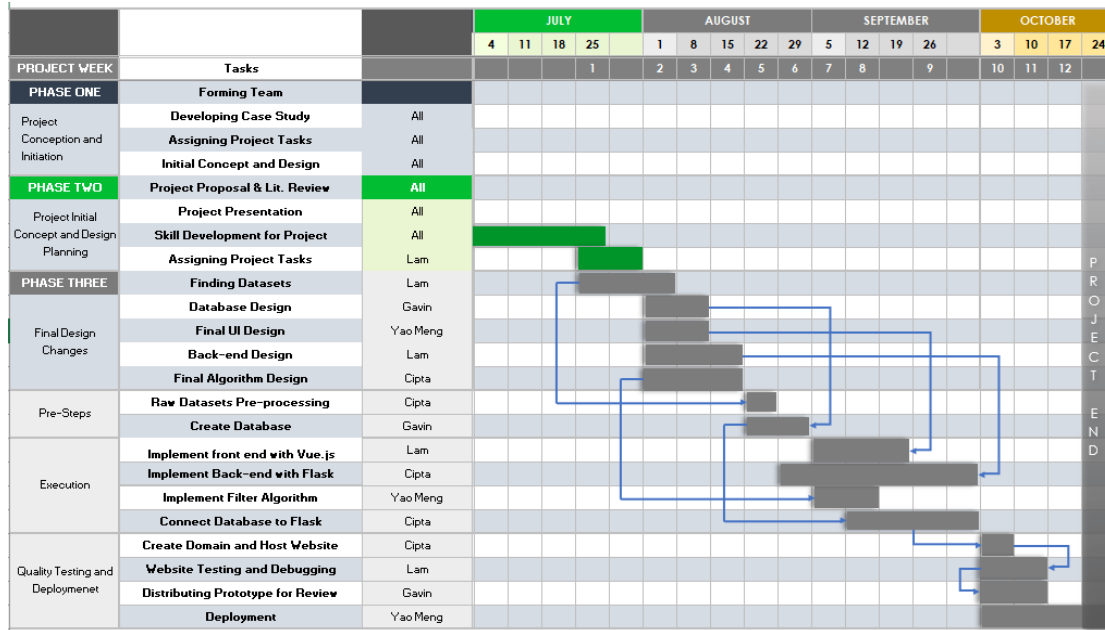 JULY AUGUST SEPTEMBER OCTOBER
4 11 18 25 1 8 15 22 29 5 12 19 26 3 10 17 24
PROJECT WEEK Tasks 1 2 3 4 5 6 7 8 9 10 11 12
PHASE ONE Forming Team
Project
Conception and
Initiation
Developing Case Study All
Assigning Project Tasks All
Initial Concept and Design All
PHASE TWO Project Proposal & Lit. Review All
Project Initial
Concept and Design
Planning
Project Presentation All
Skill Development for Project All
Assigning Project Tasks Lam
PHASE THREE Finding Datasets Lam
Final Design
Changes
Database Design Gavin
Final UI Design Yao Meng
Back-end Design Lam
Final Algorithm Design Cipta
Pre-Steps
Raw Datasets Pre-processing Cipta
Create Database Gavin
Execution
Implement front end with Vue.js Lam
Implement Back-end with Flask Cipta
Implement Filter Algorithm Yao Meng
Connect Database to Flask Cipta
Quality Testing and
Deploymenet
Create Domain and Host Website Cipta
Website Testing and Debugging Lam
Distributing Prototype for Review Gavin
Deployment Yao Meng
PROJECT END